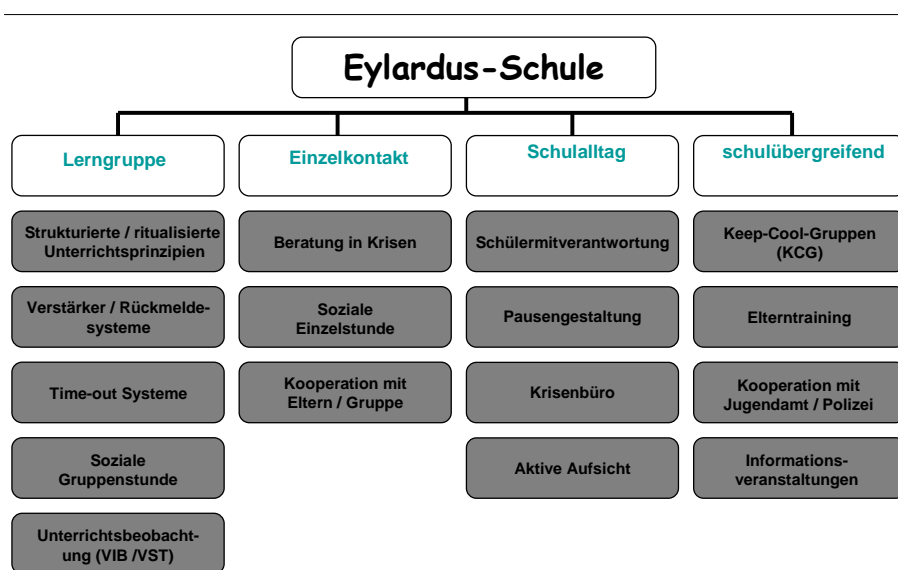 Eylardus-Schule
Lerngruppe
Einzelkontakt
Schulalltag
schulübergreifend
Strukturierte / ritualisierte
Unterrichtsprinzipien
Beratung in Krisen
Schülermitverantwortung
Keep-Cool-Gruppen
(KCG)
Verstärker / Rückmelde-
systeme
Soziale
Einzelstunde
Pausengestaltung
Elterntraining
Time-out Systeme
Kooperation mit
Eltern / Gruppe
Krisenbüro
Kooperation mit
Jugendamt / Polizei
Soziale
Gruppenstunde
Aktive Aufsicht
Informations-
veranstaltungen
Unterrichtsbeobacht-
ung (VIB /VST)